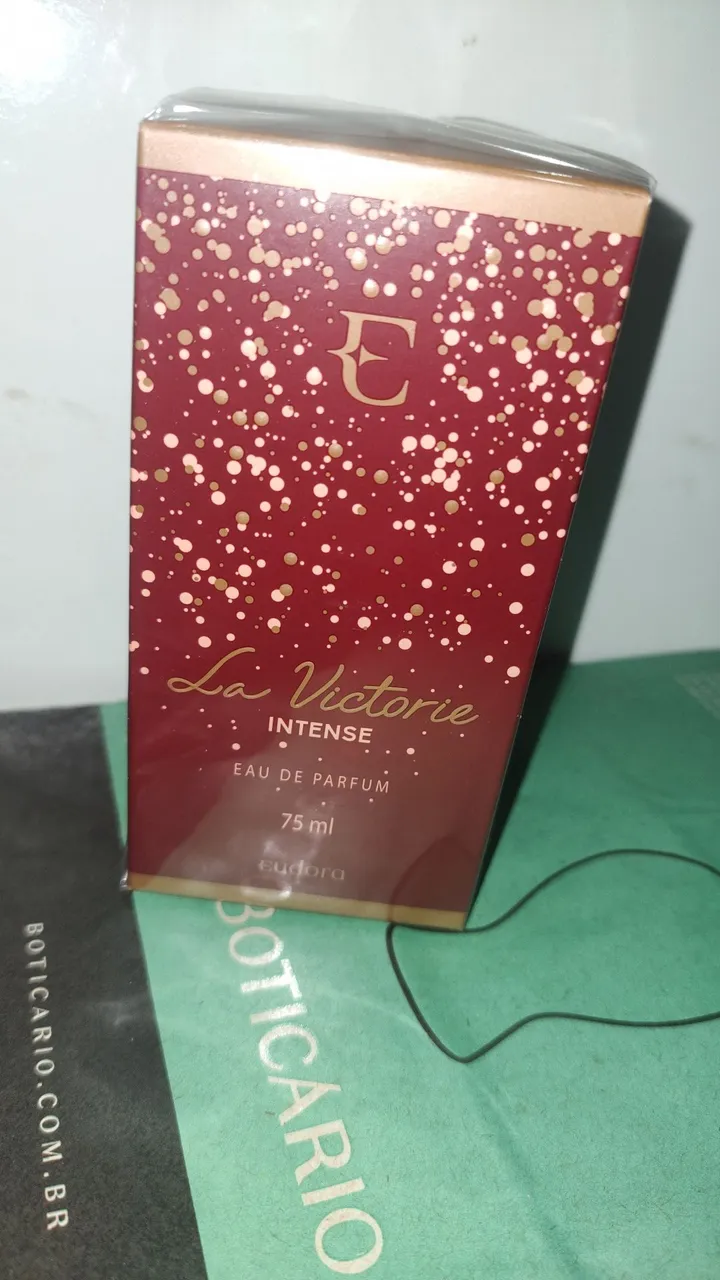 E
La Victorie
INTENSE
EAU DE PARFUM
75 ml
Eudora
BOTICARIO
BOTICARIO.COM.BR